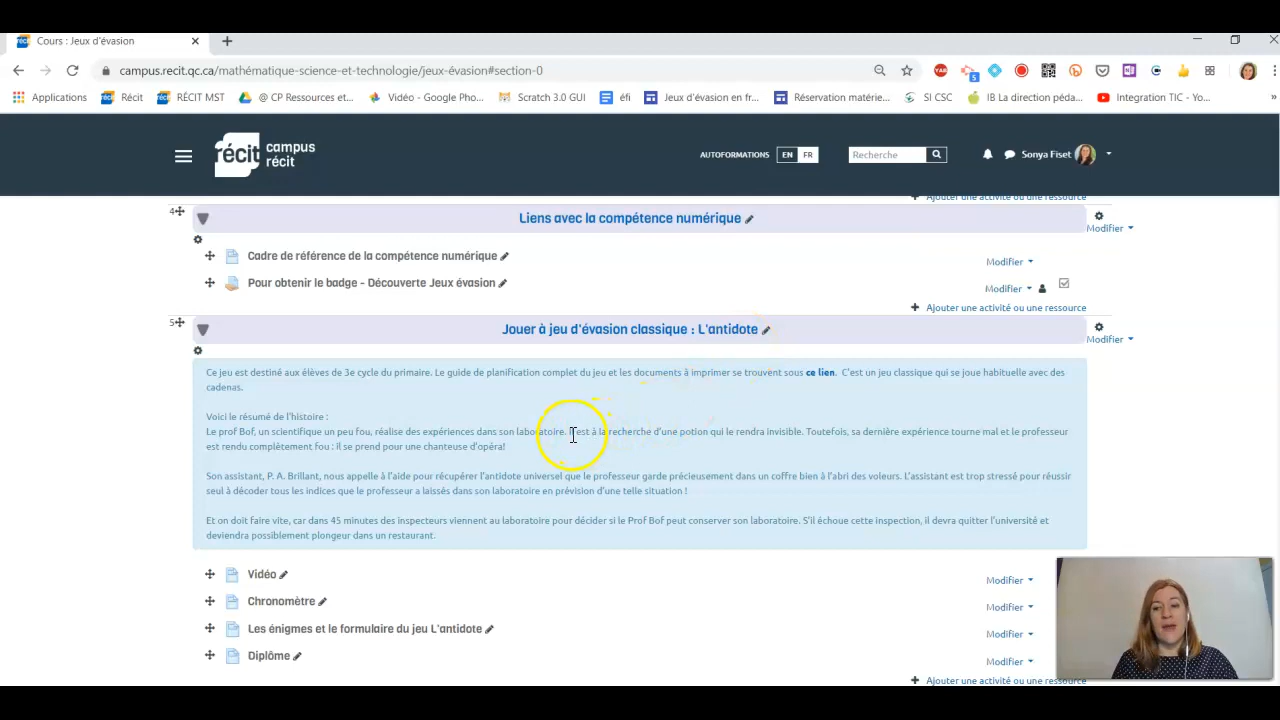 Cours : Jeux d'évasion
campus.recit.qc.ca/mathématique-science-et-technologie/jeux-évasion#section-0
Applications
Récit
RÉCIT MST
@ CP Ressources et...
Vidéo - Google Pho...
Scratch 3.0 GUI
éfi
Jeux d'évasion en fr...
Réservation matérie...
SI CSC
IB La direction péda...
Integration TIC - Yo...
récit campus récit
AUTOFORMATIONS EN FR
Recherche
Sonya Fiset
Ajouter une activité ou une ressource
4 Liens avec la compétence numérique
Modifier
Cadre de référence de la compétence numérique
Modifier
Pour obtenir le badge - Découverte Jeux évasion
Modifier
Ajouter une activité ou une ressource
5 Jouer à jeu d'évasion classique : L'antidote
Modifier
Ce jeu est destiné aux élèves de 3e cycle du primaire. Le guide de planification complet du jeu et les documents à imprimer se trouvent sous ce lien. C'est un jeu classique qui se joue habituellement avec des
cadenas.
Voici le résumé de l'histoire :
Le prof Bof, un scientifique un peu fou, réalise des expériences dans son laboratoire. Il est à la recherche d'une potion qui le rendra invisible. Toutefois, sa dernière expérience tourne mal et le professeur
est rendu complètement fou : il se prend pour une chanteuse d'opéra!
Son assistant, P. A. Brillant, nous appelle à l'aide pour récupérer l'antidote universel que le professeur garde précieusement dans un coffre bien à l'abri des voleurs. L'assistant est trop stressé pour réussir
seul à décoder tous les indices que le professeur a laissés dans son laboratoire en prévision d'une telle situation !
Et on doit faire vite, car dans 45 minutes des inspecteurs viennent au laboratoire pour décider si le Prof Bof peut conserver son laboratoire. S'il échoue cette inspection, il devra quitter l'université et
deviendra possiblement plongeur dans un restaurant.
Vidéo
Modifier
Chronomètre
Modifier
Les énigmes et le formulaire du jeu L'antidote
Modifier
Diplôme
Modifier
Ajouter une activité ou une ressource